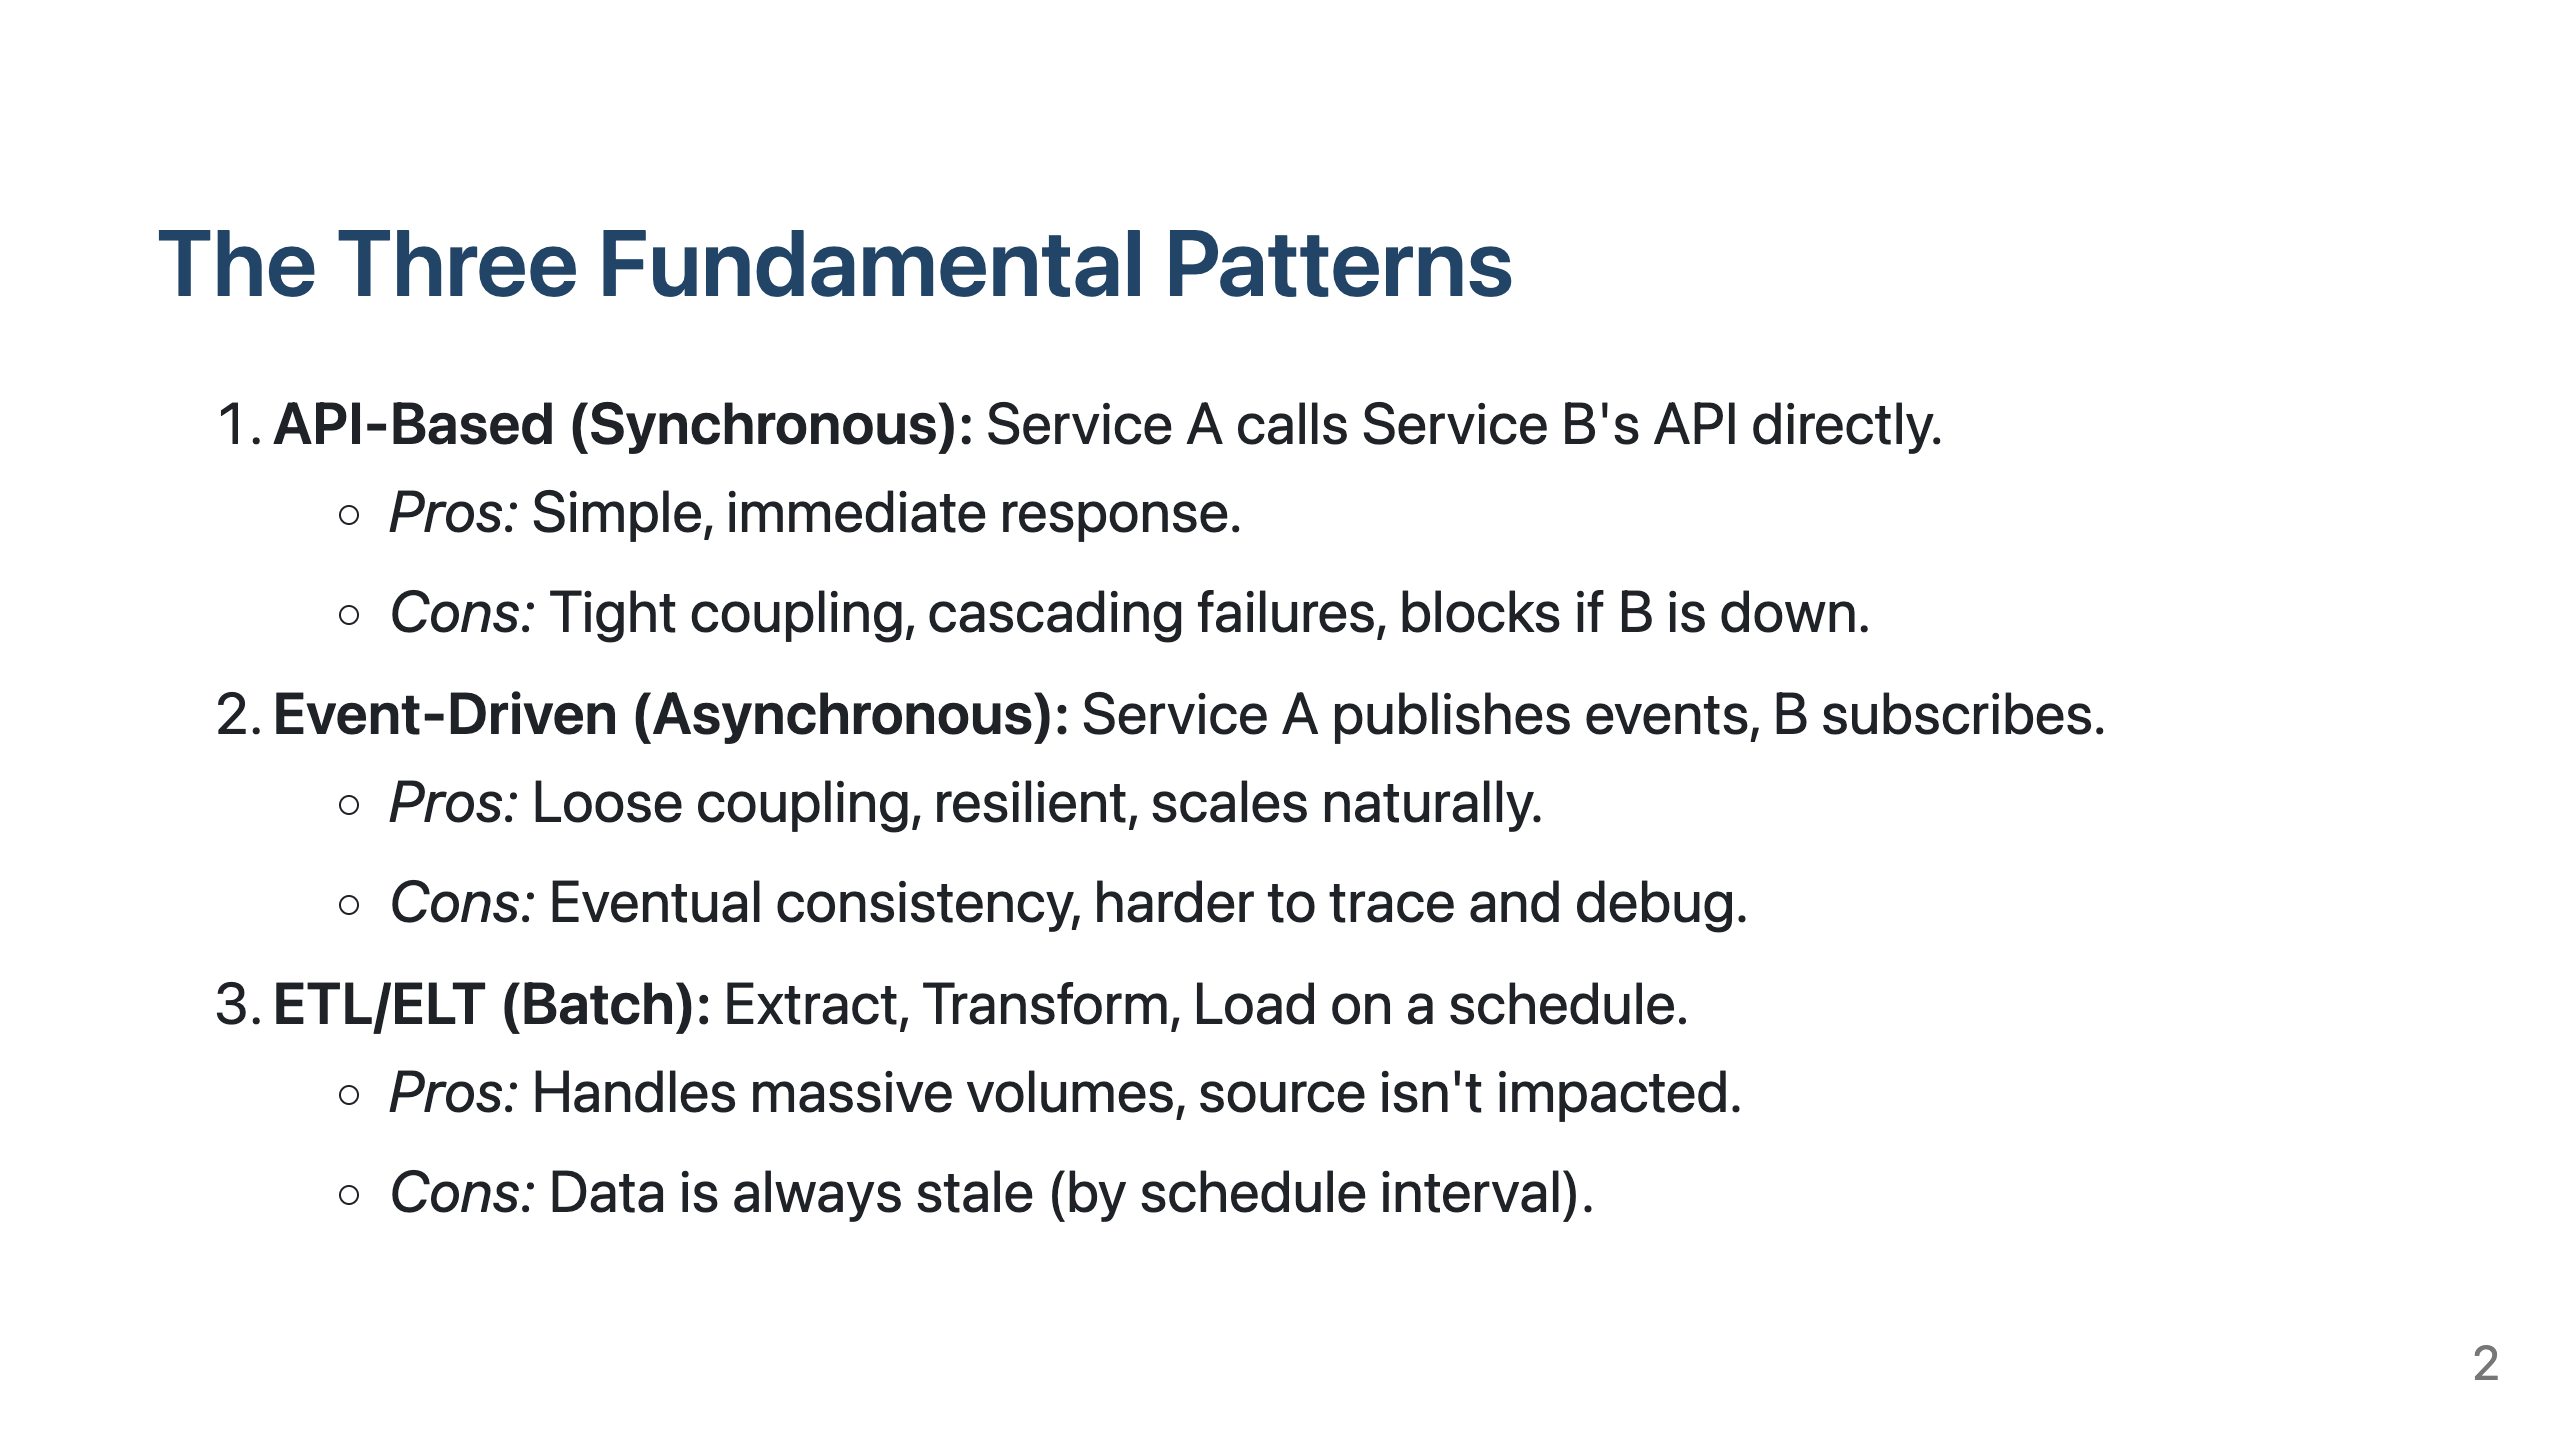 The Three Fundamental Patterns
1. API-Based (Synchronous): Service A calls Service B's API directly.
○ Pros: Simple, immediate response.
○ Cons: Tight coupling, cascading failures, blocks if B is down.
2. Event-Driven (Asynchronous): Service A publishes events, B subscribes.
○ Pros: Loose coupling, resilient, scales naturally.
○ Cons: Eventual consistency, harder to trace and debug.
3. ETL/ELT (Batch): Extract, Transform, Load on a schedule.
○ Pros: Handles massive volumes, source isn't impacted.
○ Cons: Data is always stale (by schedule interval).
2